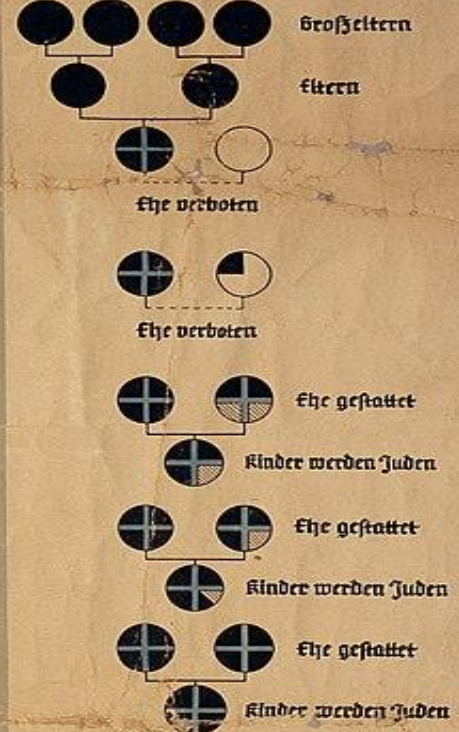 Großeltern
Eltern
Ehe verboten
Ehe verboten
Ehe gestattet
Kinder werden Juden
Ehe gestattet
Kinder werden Juden
Ehe gestattet
Kinder werden Juden